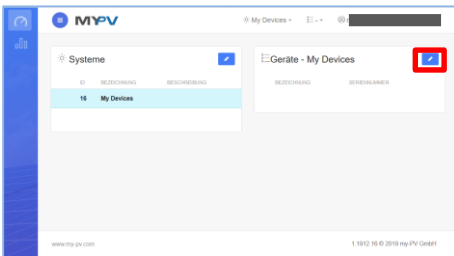 MYPV
My Devices
Systeme
Geräte - My Devices
ID BEZEICHNUNG BESCHREIBUNG
BEZEICHNUNG SERIENNUMMER
16 My Devices
www.my-pv.com
1.1912.16 © 2019 my-PV GmbH